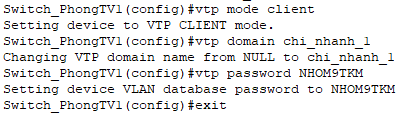 Switch_PhongTV1(config)#vtp mode client
Setting device to VTP CLIENT mode.
Switch_PhongTV1(config)#vtp domain chi_nhanh_1
Changing VTP domain name from NULL to chi_nhanh_1
Switch_PhongTV1(config)#vtp password NHOM9TKM
Setting device VLAN database password to NHOM9TKM
Switch_PhongTV1(config)#exit